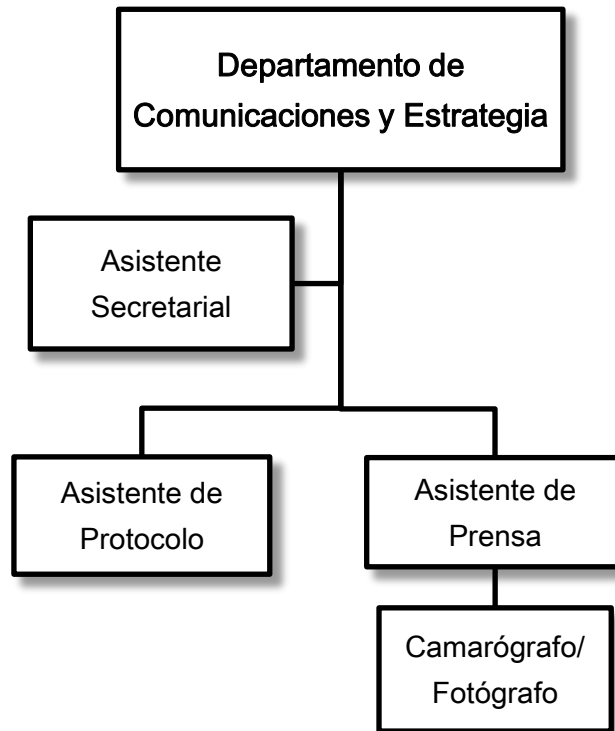 Departamento de
Comunicaciones y Estrategia
Asistente
Secretarial
Asistente de
Protocolo
Asistente de
Prensa
Camarógrafo/
Fotógrafo